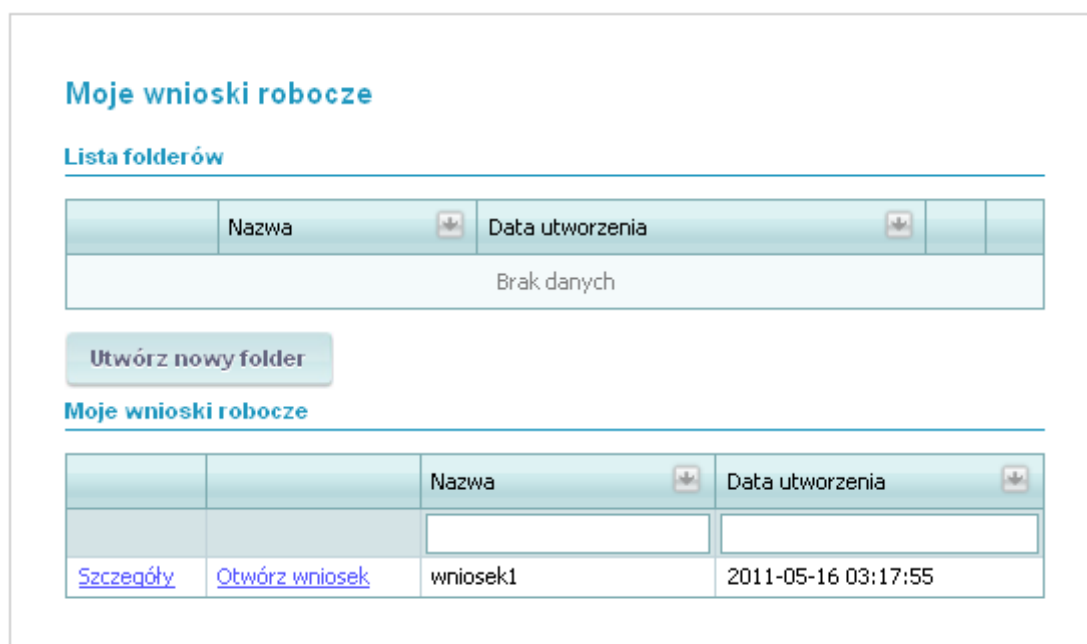 Moje wnioski robocze
Lista folderów
Nazwa Data utworzenia
Brak danych
Utwórz nowy folder
Moje wnioski robocze
Nazwa Data utworzenia
Szczegóły Otwórz wniosek wniosek1 2011-05-16 03:17:55